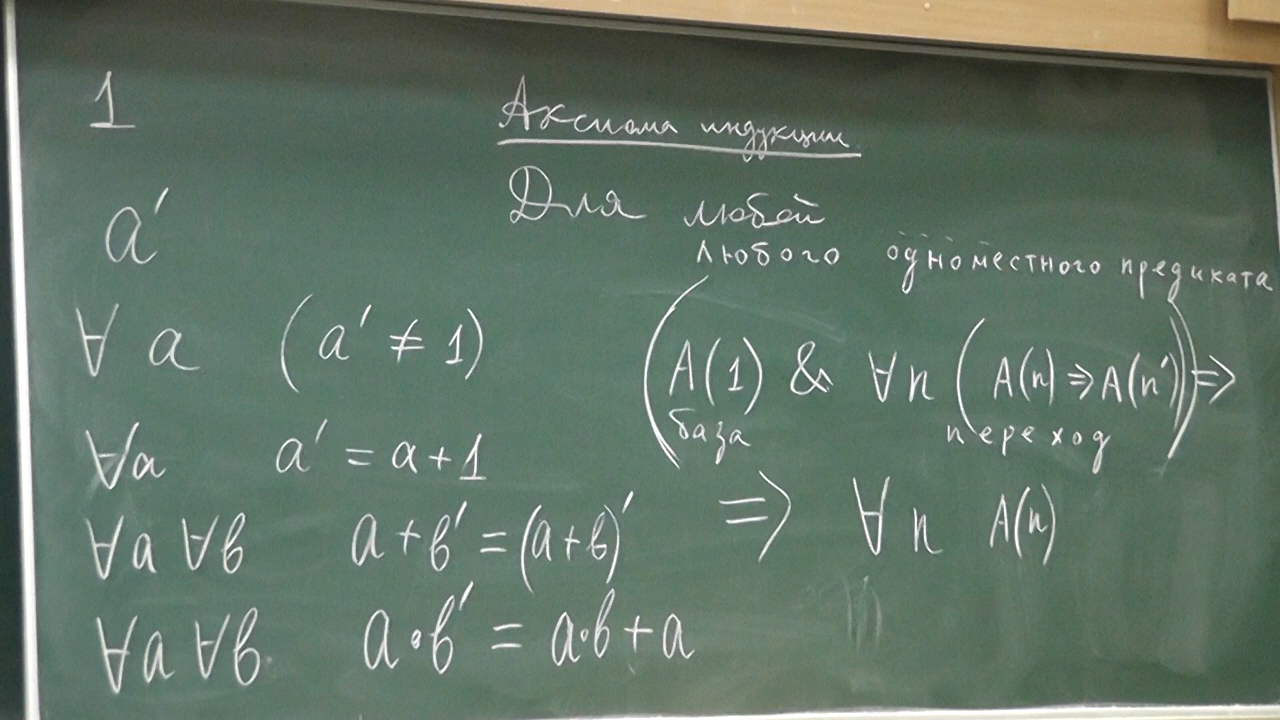 1
a′
∀ a (a′ ≠ 1)
∀a a′ = a+1
∀a ∀b a+b′ = (a+b)′
∀a ∀b a·b′ = a·b+a
Аксиома индукции
Для любой
любого одноместного предиката
(A(1) & ∀n (A(n) ⇒ A(n′))) ⇒
база переход
⇒ ∀n A(n)